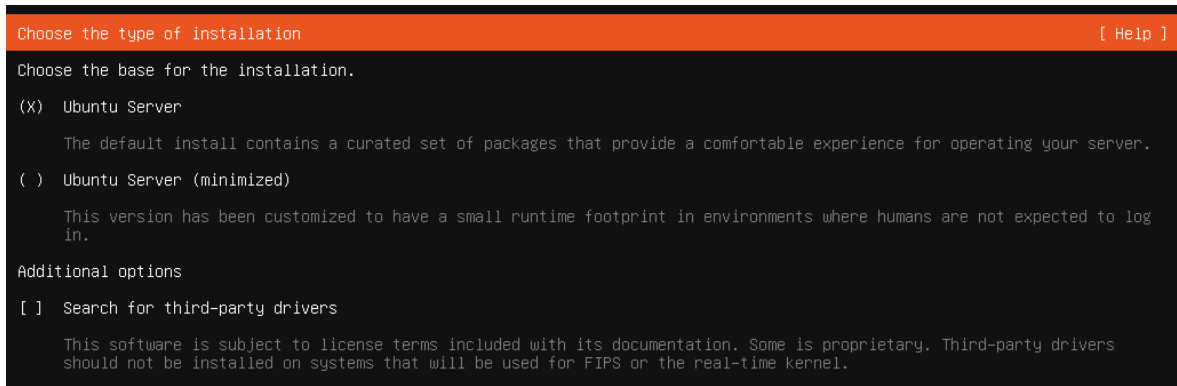 Choose the type of installation [ Help ]
Choose the base for the installation.
(X) Ubuntu Server
The default install contains a curated set of packages that provide a comfortable experience for operating your server.
( ) Ubuntu Server (minimized)
This version has been customized to have a small runtime footprint in environments where humans are not expected to log
in.
Additional options
[ ] Search for third-party drivers
This software is subject to license terms included with its documentation. Some is proprietary. Third-party drivers
should not be installed on systems that will be used for FIPS or the real-time kernel.